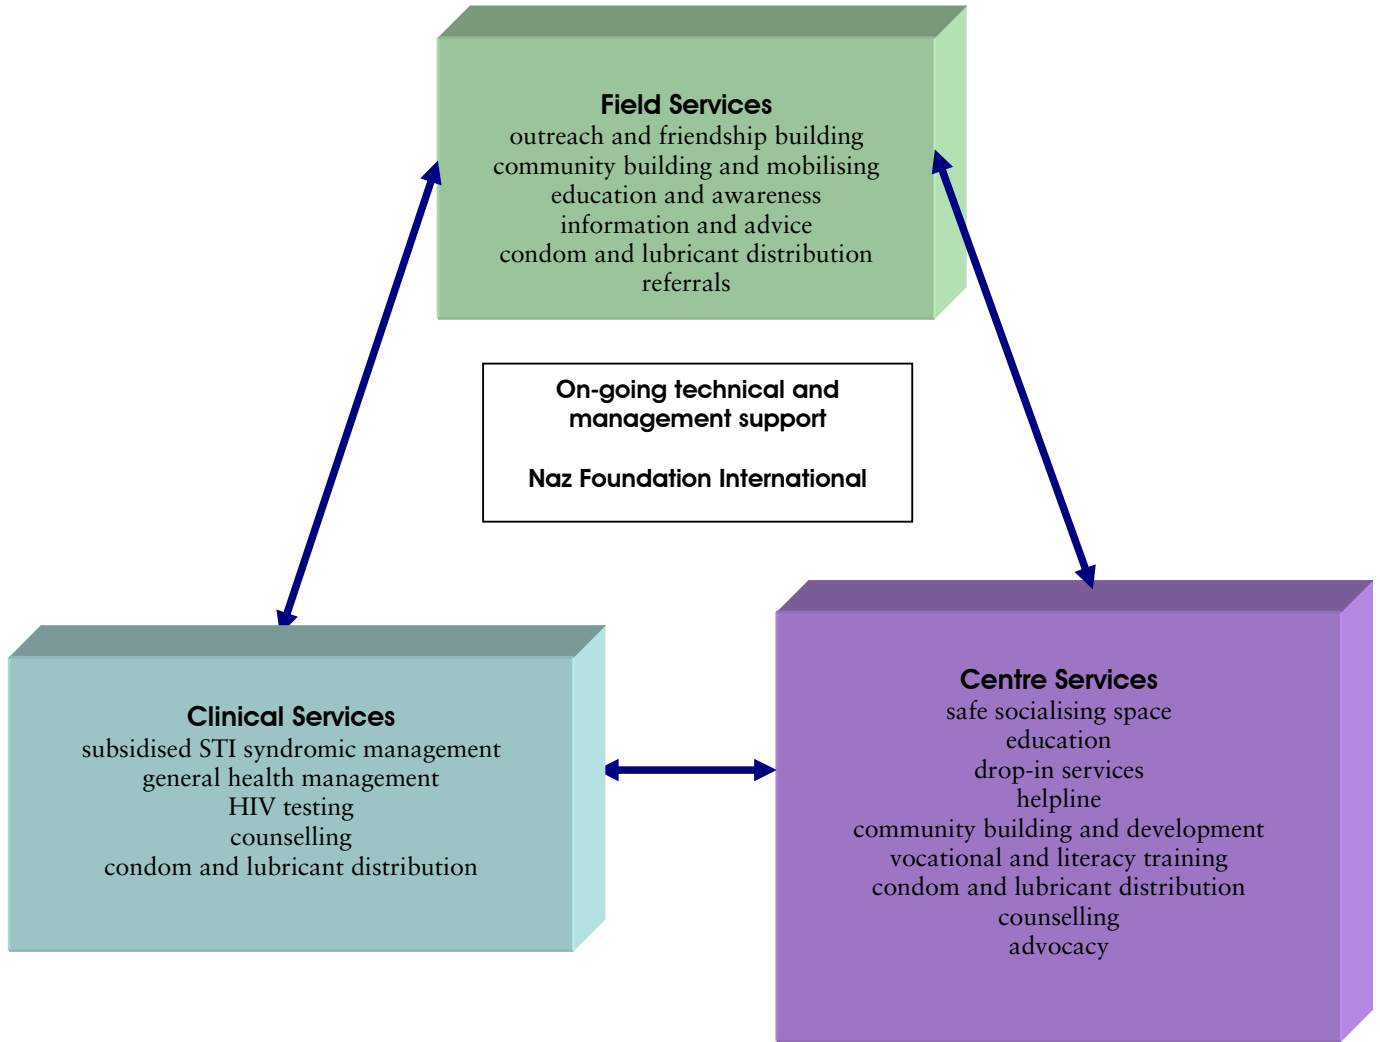 Field Services
outreach and friendship building
community building and mobilising
education and awareness
information and advice
condom and lubricant distribution
referrals
On-going technical and
management support
Naz Foundation International
Clinical Services
subsidised STI syndromic management
general health management
HIV testing
counselling
condom and lubricant distribution
Centre Services
safe socialising space
education
drop-in services
helpline
community building and development
vocational and literacy training
condom and lubricant distribution
counselling
advocacy